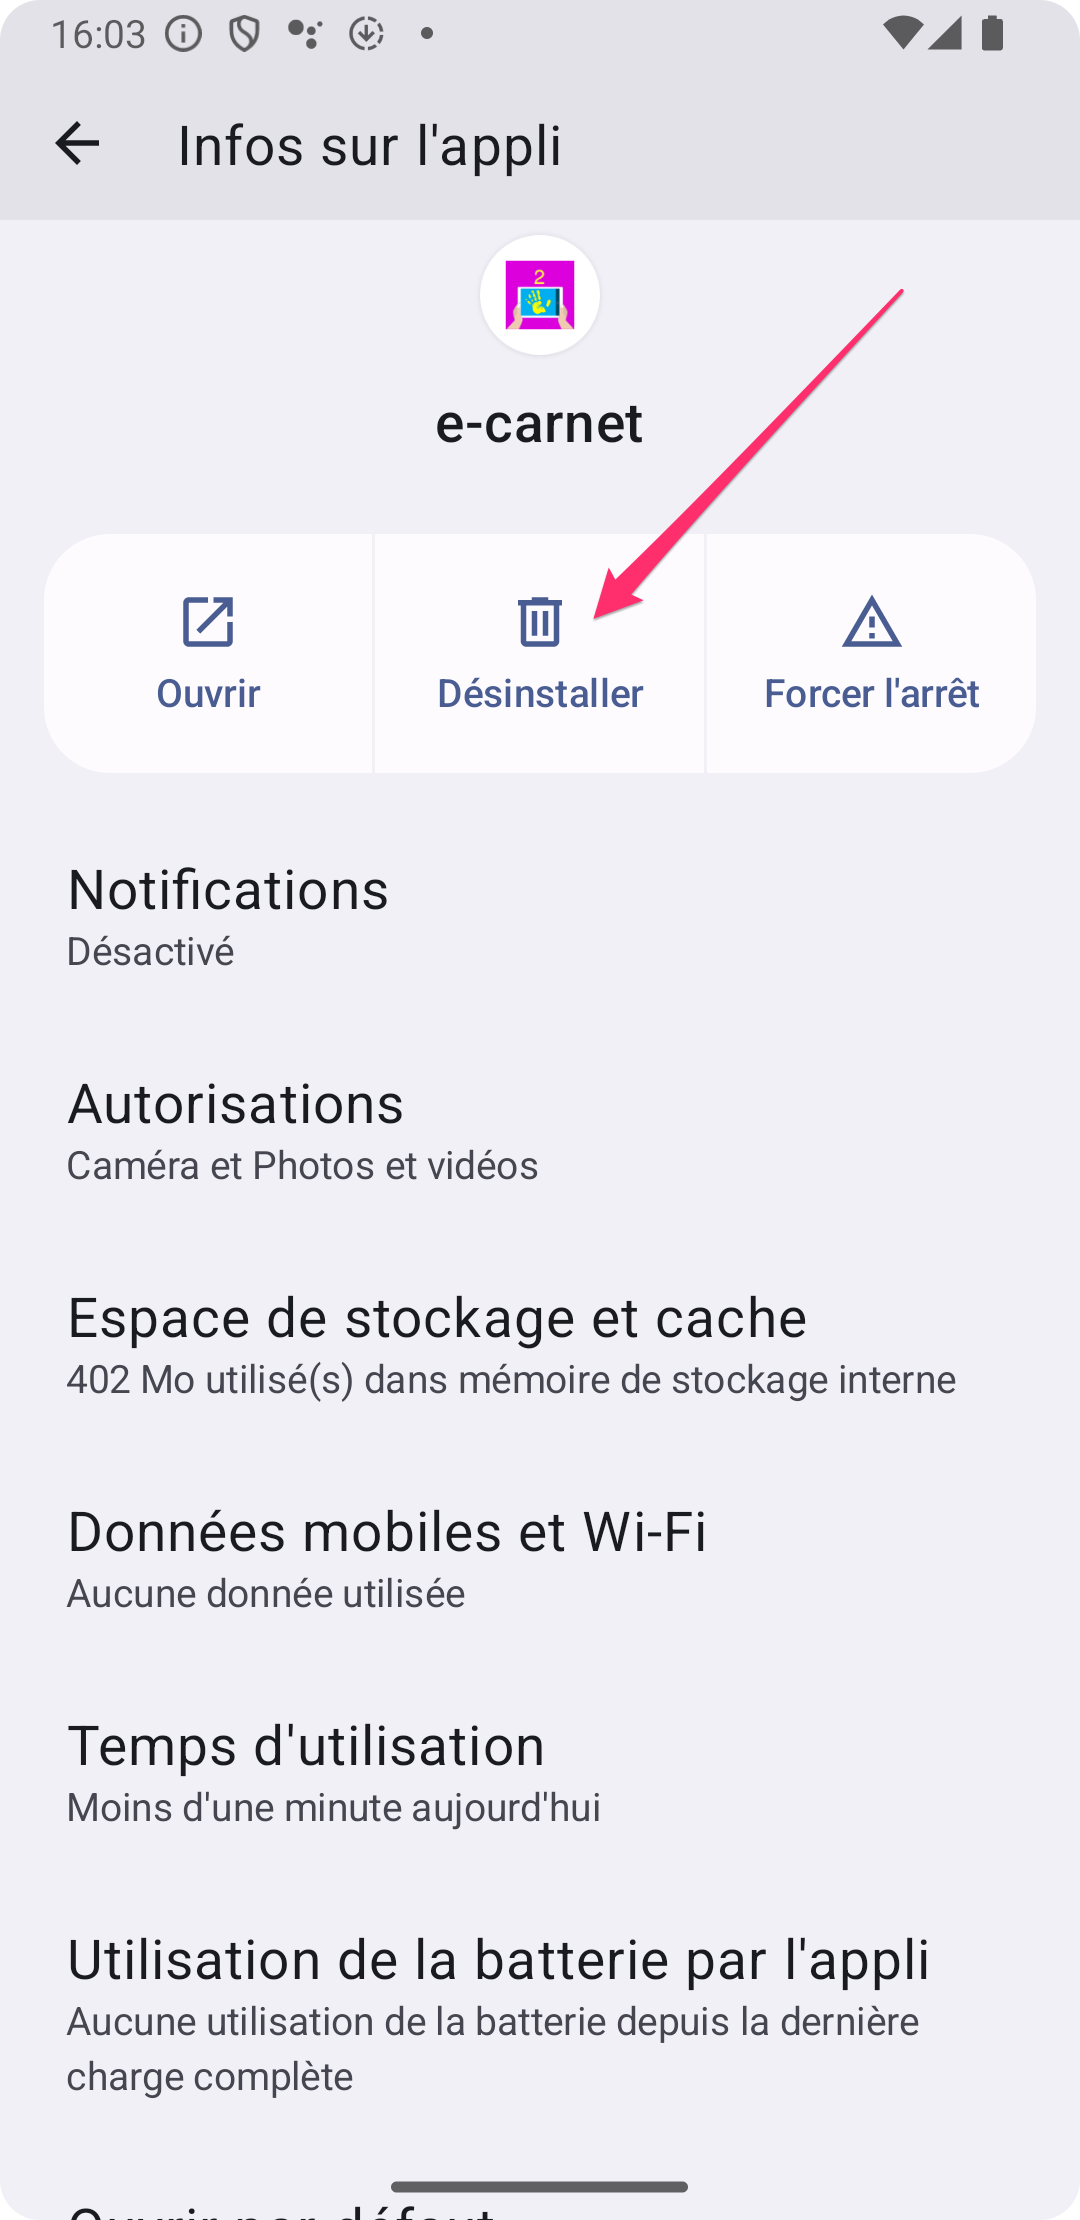 16:03
Infos sur l'appli
2
e-carnet
Ouvrir
Désinstaller
Forcer l'arrêt
Notifications
Désactivé
Autorisations
Caméra et Photos et vidéos
Espace de stockage et cache
402 Mo utilisé(s) dans mémoire de stockage interne
Données mobiles et Wi-Fi
Aucune donnée utilisée
Temps d'utilisation
Moins d'une minute aujourd'hui
Utilisation de la batterie par l'appli
Aucune utilisation de la batterie depuis la dernière
charge complète
Ouvrir par défaut